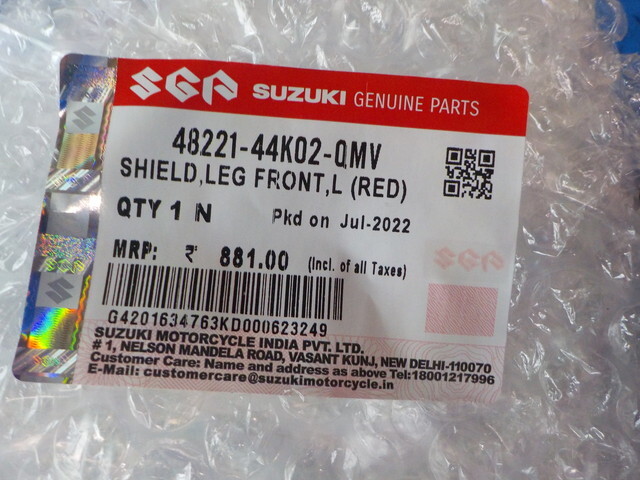 SGP SUZUKI GENUINE PARTS
48221-44K02-QMV
SHIELD,LEG FRONT,L (RED)
QTY 1 N Pkd on Jul-2022
MRP: ₹ 881.00 (Incl. of all Taxes)
SGP
G4201634763KD000623249
SUZUKI MOTORCYCLE INDIA PVT. LTD.
# 1, NELSON MANDELA ROAD, VASANT KUNJ, NEW DELHI-110070
Customer Care: Name and address as above Tel:18001217996
E-Mail: customercare@suzukimotorcycle.in